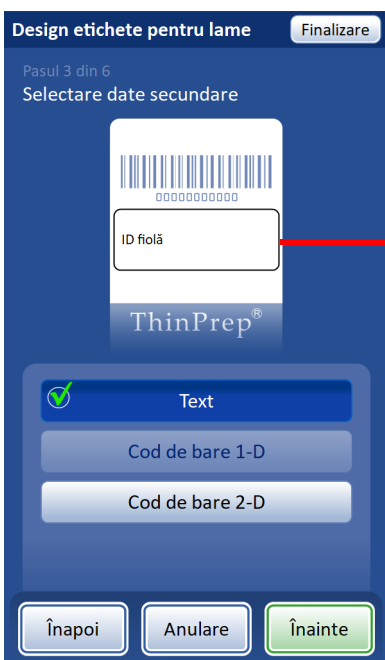 Design etichete pentru lame
Finalizare
Pasul 3 din 6
Selectare date secundare
00000000000
ID fiolă
ThinPrep®
Text
Cod de bare 1-D
Cod de bare 2-D
Înapoi
Anulare
Înainte